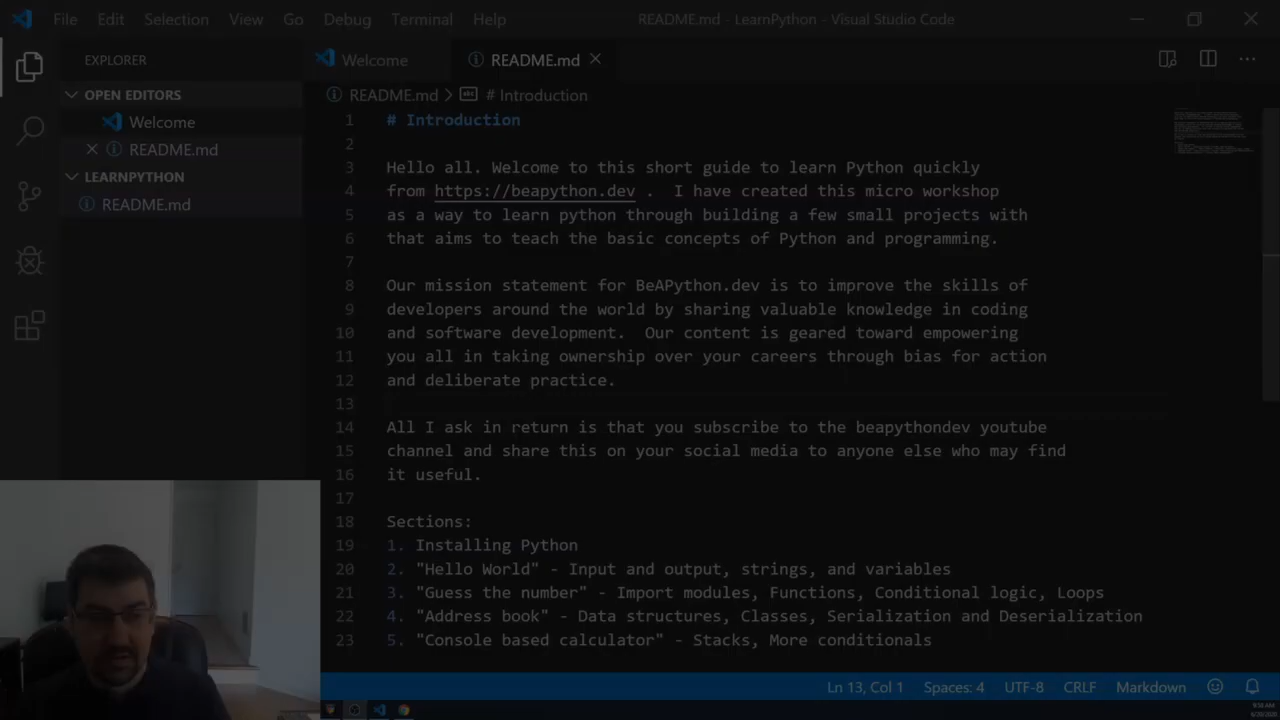 File Edit Selection View Go Debug Terminal Help README.md - LearnPython - Visual Studio Code
EXPLORER
OPEN EDITORS
Welcome
README.md
LEARNPYTHON
README.md
Welcome README.md
README.md > # Introduction
1 # Introduction
2
3 Hello all. Welcome to this short guide to learn Python quickly
4 from https://beapython.dev . I have created this micro workshop
5 as a way to learn python through building a few small projects with
6 that aims to teach the basic concepts of Python and programming.
7
8 Our mission statement for BeAPython.dev is to improve the skills of
9 developers around the world by sharing valuable knowledge in coding
10 and software development. Our content is geared toward empowering
11 you all in taking ownership over your careers through bias for action
12 and deliberate practice.
13
14 All I ask in return is that you subscribe to the beapythondev youtube
15 channel and share this on your social media to anyone else who may find
16 it useful.
17
18 Sections:
19 1. Installing Python
20 2. "Hello World" - Input and output, strings, and variables
21 3. "Guess the number" - Import modules, Functions, Conditional logic, Loops
22 4. "Address book" - Data structures, Classes, Serialization and Deserialization
23 5. "Console based calculator" - Stacks, More conditionals
Ln 13, Col 1 Spaces: 4 UTF-8 CRLF Markdown